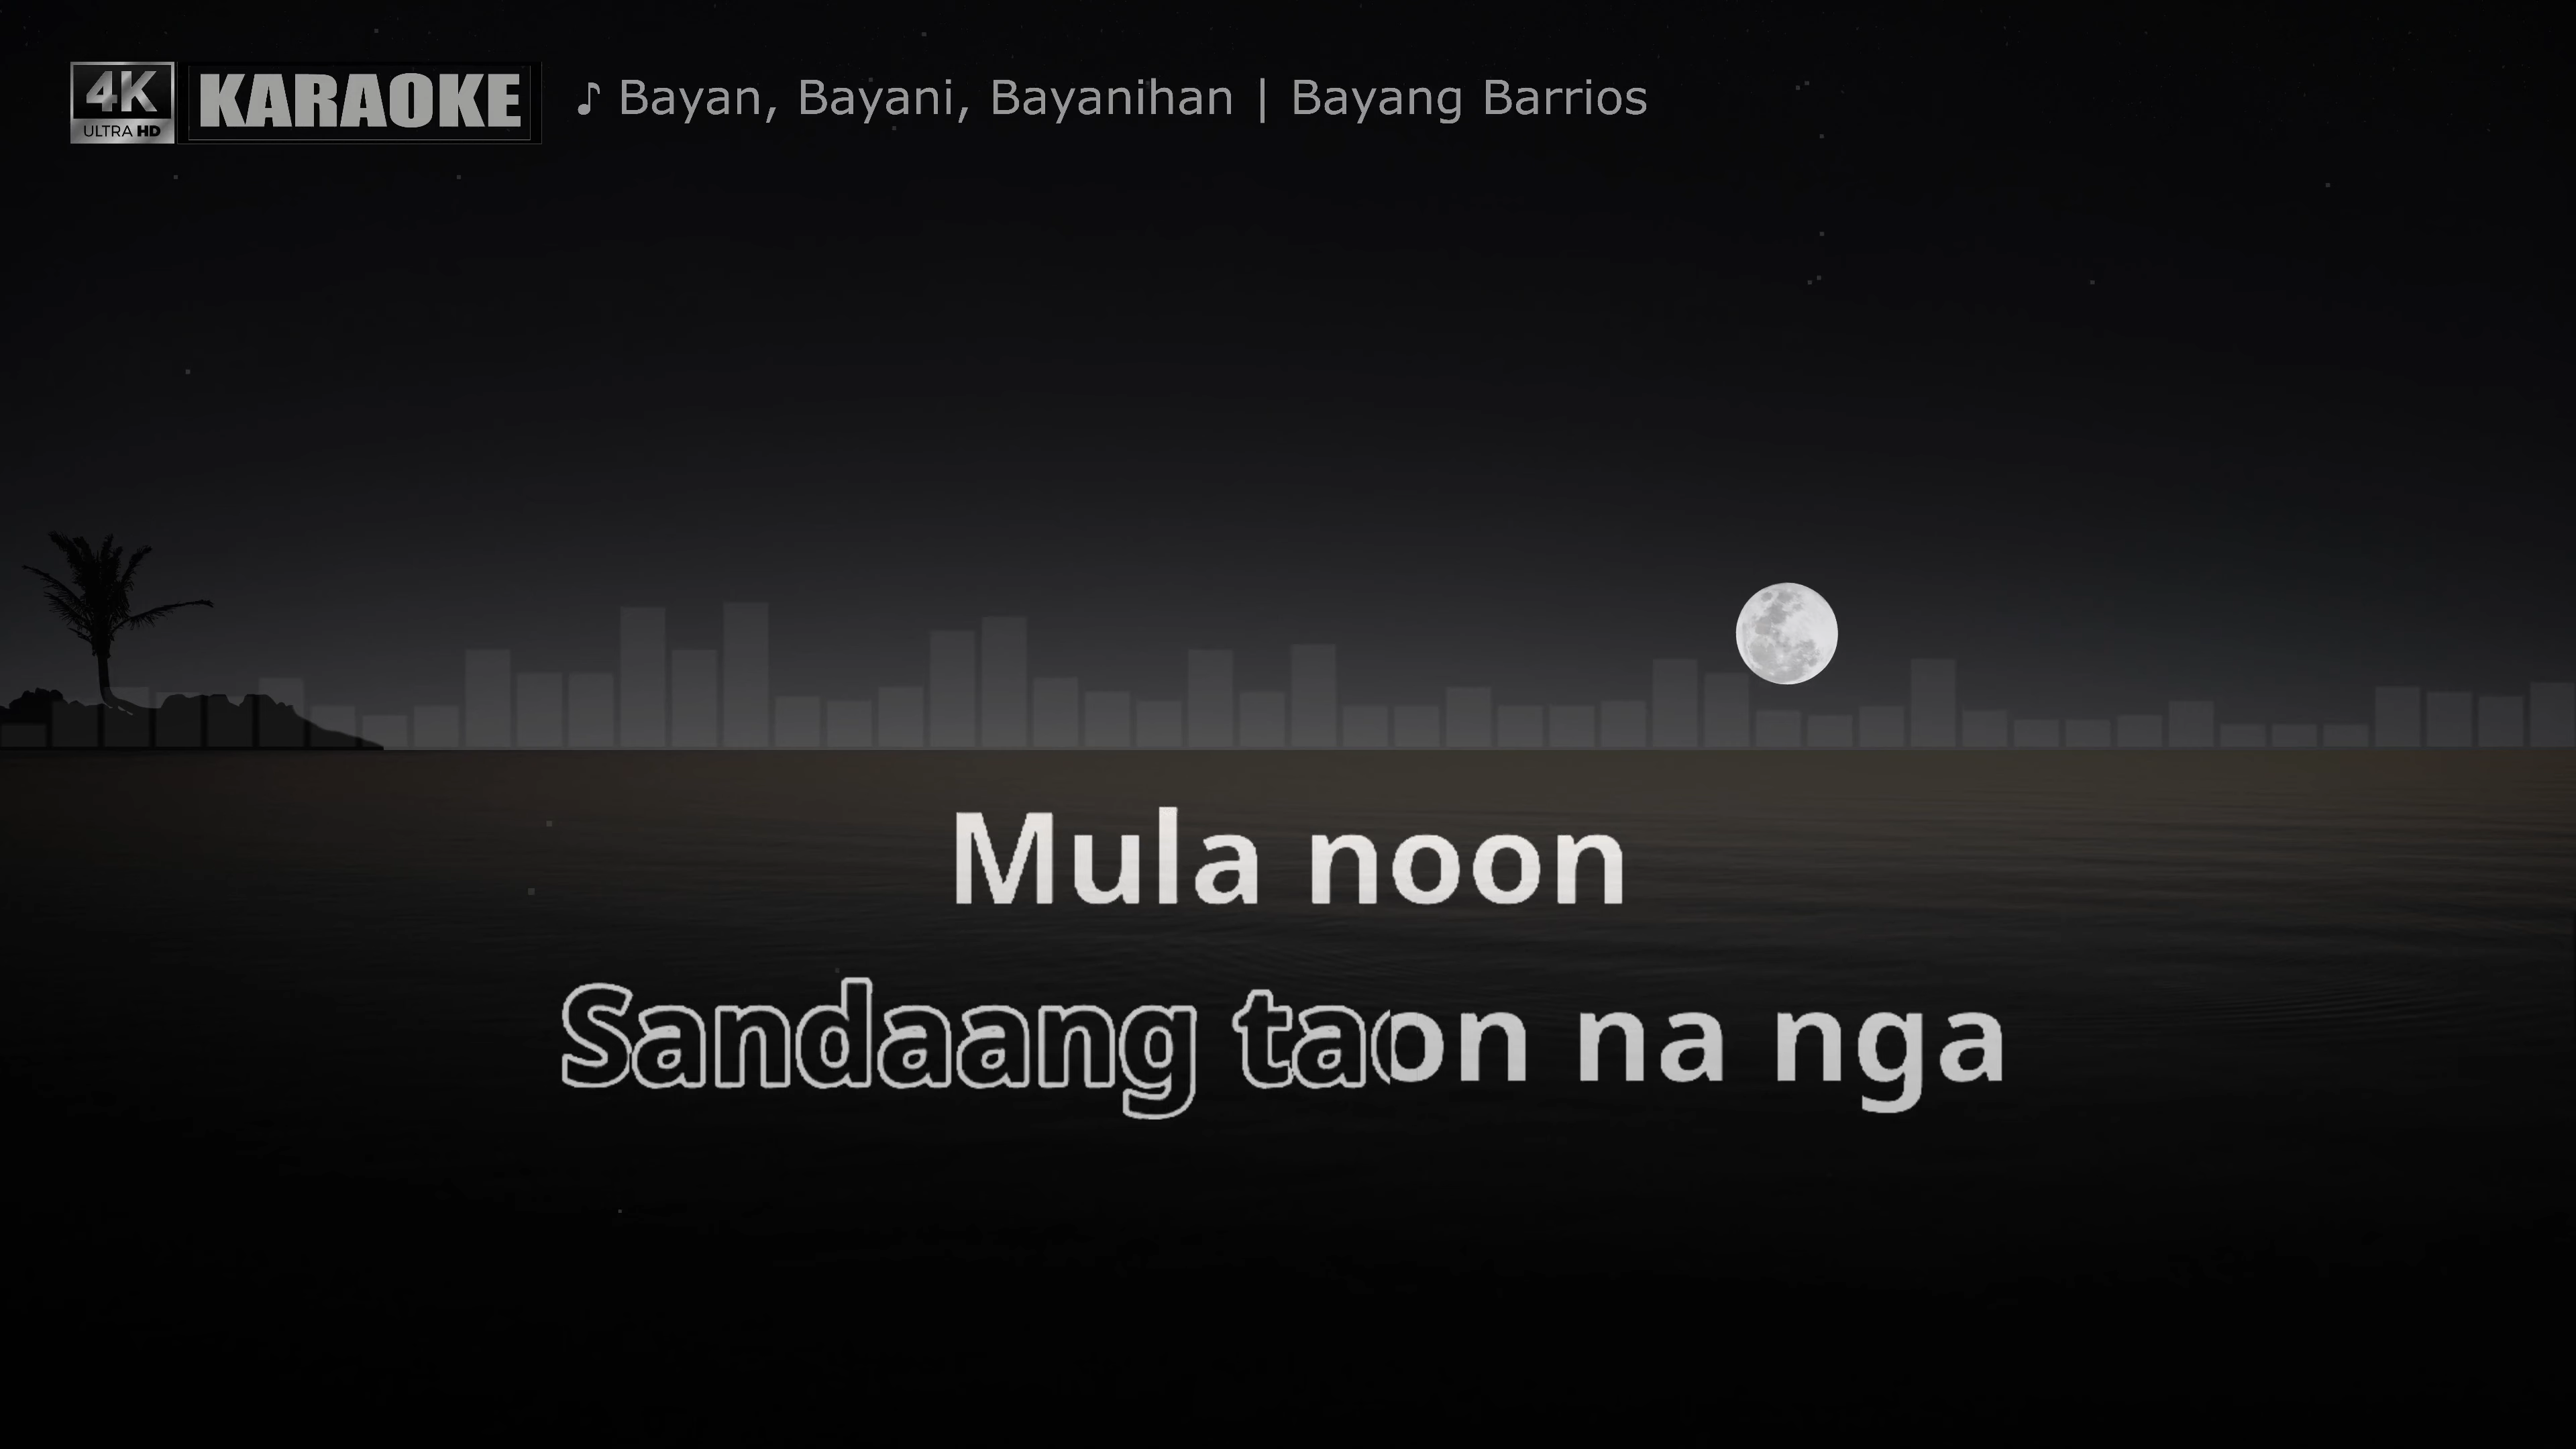 4K ULTRA HD KARAOKE ♪ Bayan, Bayani, Bayanihan | Bayang Barrios
Mula noon
Sandaang taon na nga